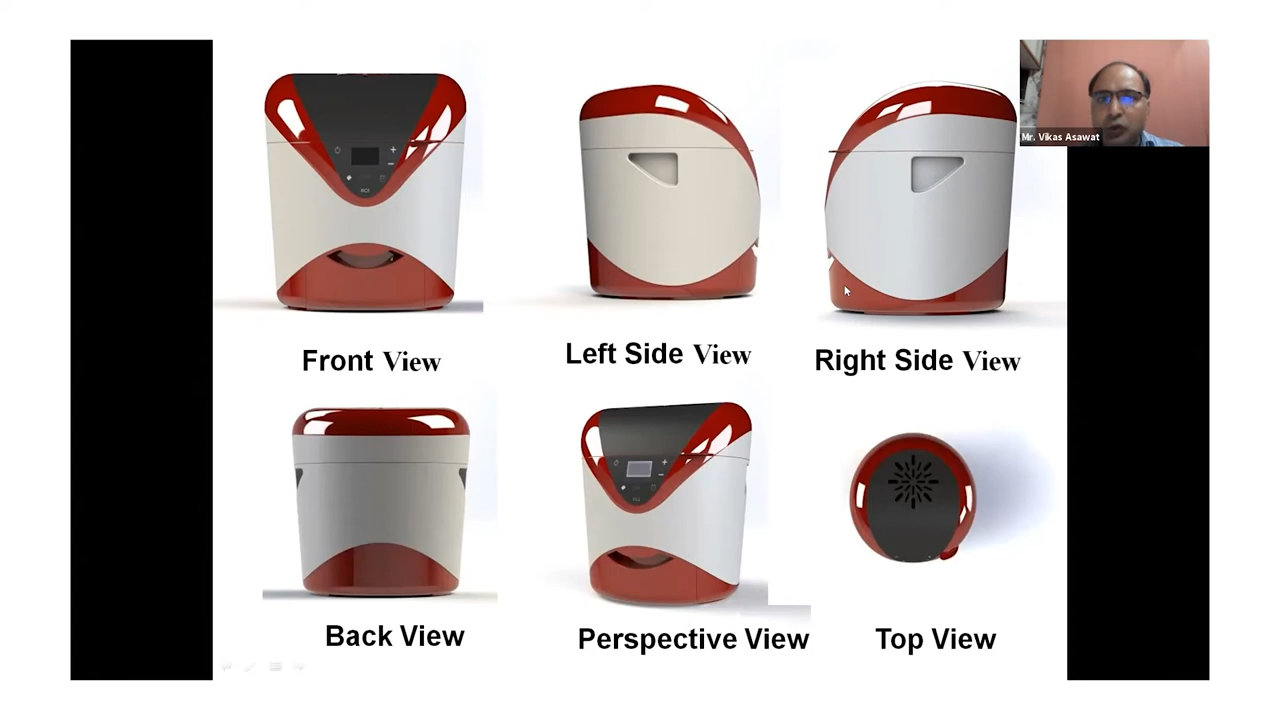 Mr. Vikas Asawat
Front View
Left Side View
Right Side View
Back View
Perspective View
Top View